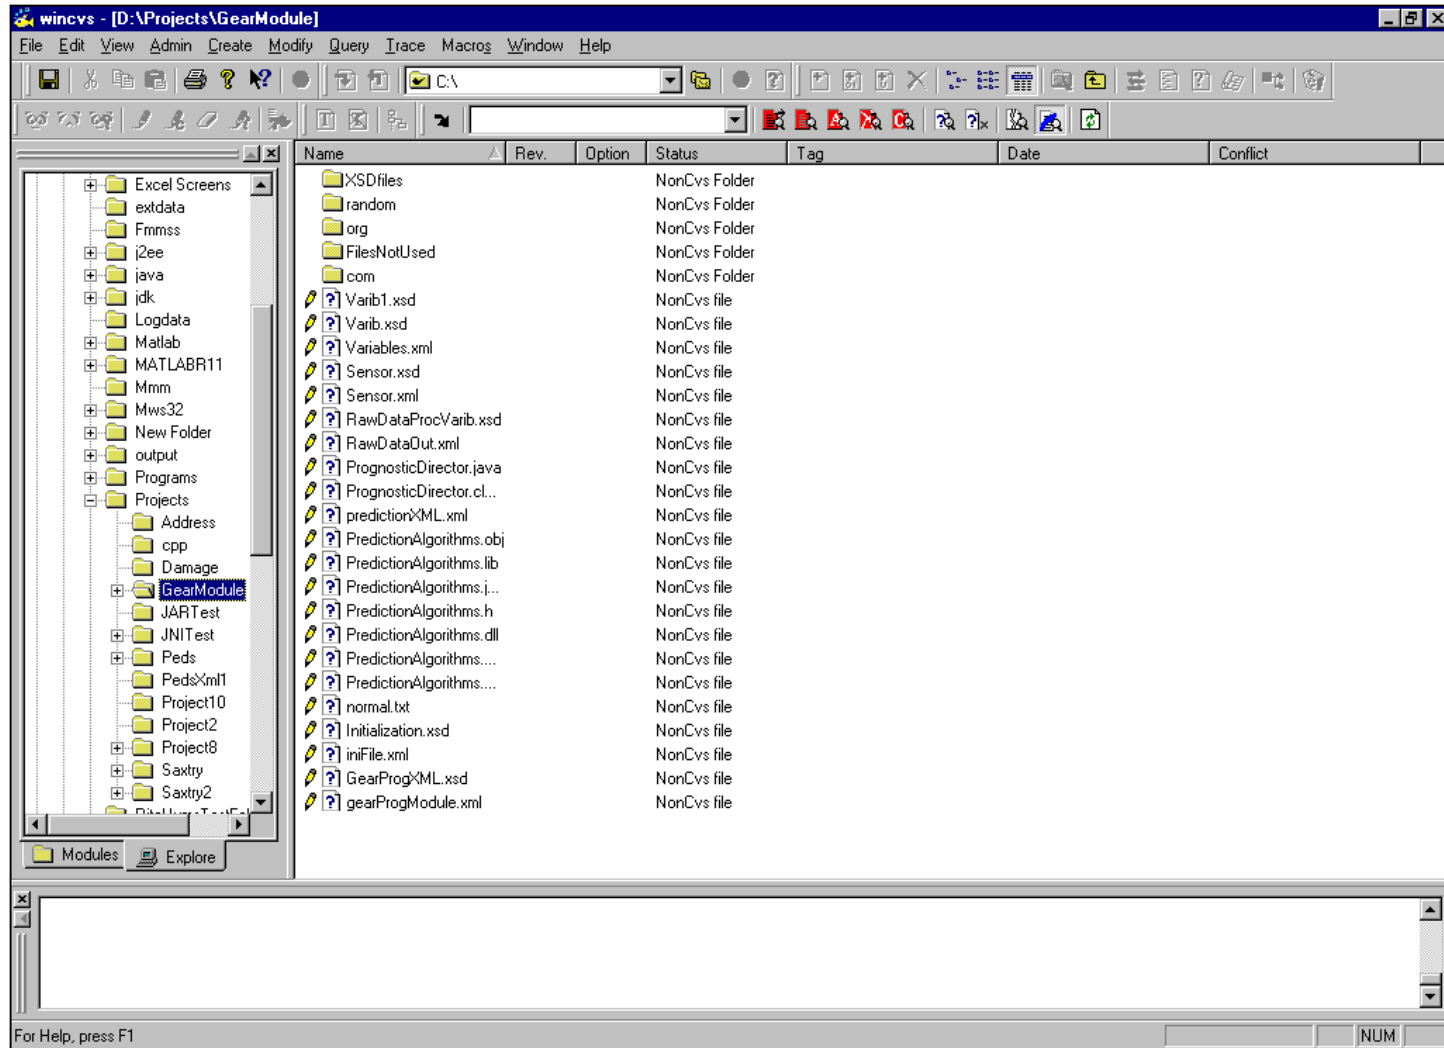 wincvs - [D:\Projects\GearModule]
File Edit View Admin Create Modify Query Trace Macros Window Help
C:\
Name Rev. Option Status Tag Date Conflict
Excel Screens
extdata
Fmmss
j2ee
java
jdk
Logdata
Matlab
MATLABR11
Mmm
Mws32
New Folder
output
Programs
Projects
Address
cpp
Damage
GearModule
JARTest
JNITest
Peds
PedsXml1
Project10
Project2
Project8
Saxtry
Saxtry2
Modules Explore
XSDfiles NonCvs Folder
random NonCvs Folder
org NonCvs Folder
FilesNotUsed NonCvs Folder
com NonCvs Folder
Varib1.xsd NonCvs file
Varib.xsd NonCvs file
Variables.xml NonCvs file
Sensor.xsd NonCvs file
Sensor.xml NonCvs file
RawDataProcVarib.xsd NonCvs file
RawDataOut.xml NonCvs file
PrognosticDirector.java NonCvs file
PrognosticDirector.cl... NonCvs file
predictionXML.xml NonCvs file
PredictionAlgorithms.obj NonCvs file
PredictionAlgorithms.lib NonCvs file
PredictionAlgorithms.j... NonCvs file
PredictionAlgorithms.h NonCvs file
PredictionAlgorithms.dll NonCvs file
PredictionAlgorithms.... NonCvs file
PredictionAlgorithms.... NonCvs file
normal.txt NonCvs file
Initialization.xsd NonCvs file
iniFile.xml NonCvs file
GearProgXML.xsd NonCvs file
gearProgModule.xml NonCvs file
For Help, press F1
NUM